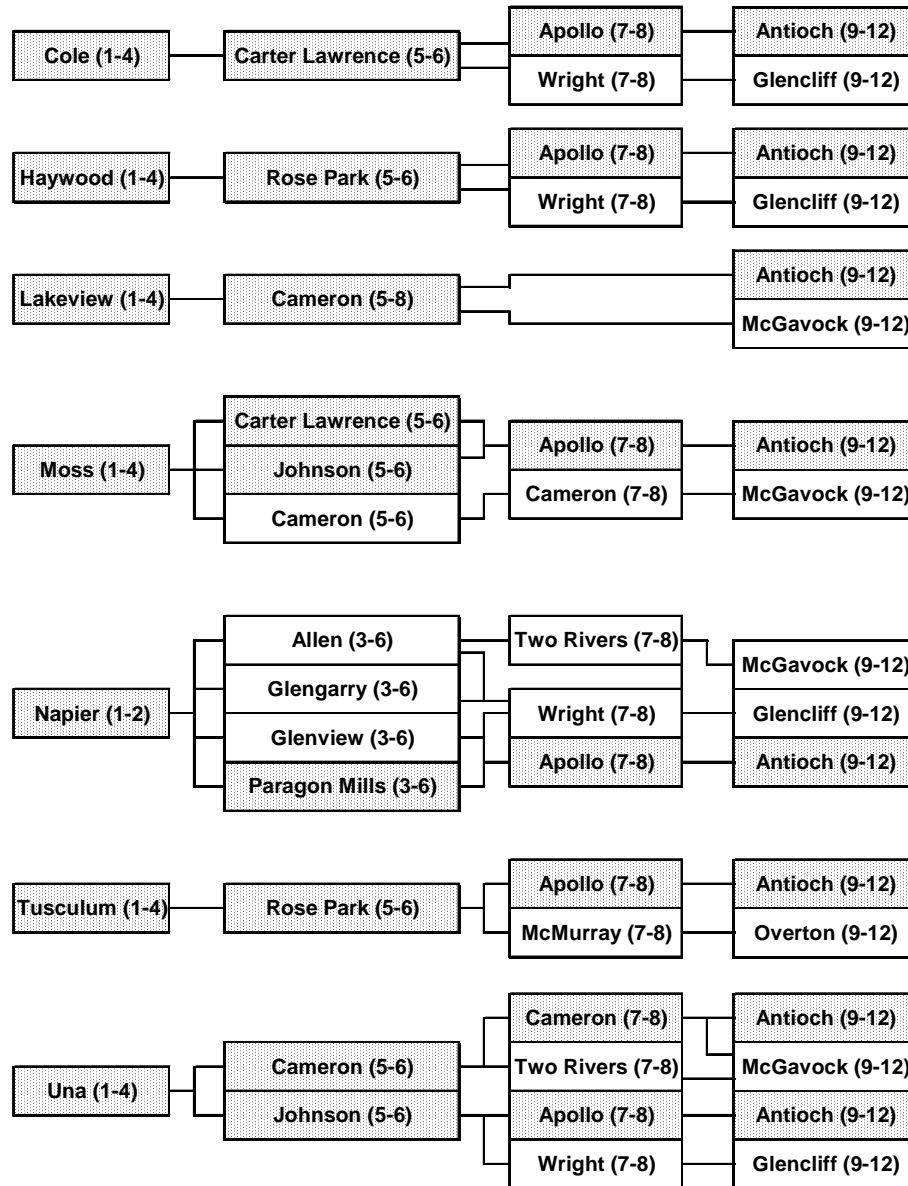 Cole (1-4)
Carter Lawrence (5-6)
Apollo (7-8)
Antioch (9-12)
Wright (7-8)
Glencliff (9-12)
Haywood (1-4)
Rose Park (5-6)
Apollo (7-8)
Antioch (9-12)
Wright (7-8)
Glencliff (9-12)
Lakeview (1-4)
Cameron (5-8)
Antioch (9-12)
McGavock (9-12)
Moss (1-4)
Carter Lawrence (5-6)
Johnson (5-6)
Cameron (5-6)
Apollo (7-8)
Antioch (9-12)
Cameron (7-8)
McGavock (9-12)
Napier (1-2)
Allen (3-6)
Glengarry (3-6)
Glenview (3-6)
Paragon Mills (3-6)
Two Rivers (7-8)
Wright (7-8)
Apollo (7-8)
McGavock (9-12)
Glencliff (9-12)
Antioch (9-12)
Tusculum (1-4)
Rose Park (5-6)
Apollo (7-8)
Antioch (9-12)
McMurray (7-8)
Overton (9-12)
Una (1-4)
Cameron (5-6)
Johnson (5-6)
Cameron (7-8)
Two Rivers (7-8)
Apollo (7-8)
Wright (7-8)
Antioch (9-12)
McGavock (9-12)
Antioch (9-12)
Glencliff (9-12)